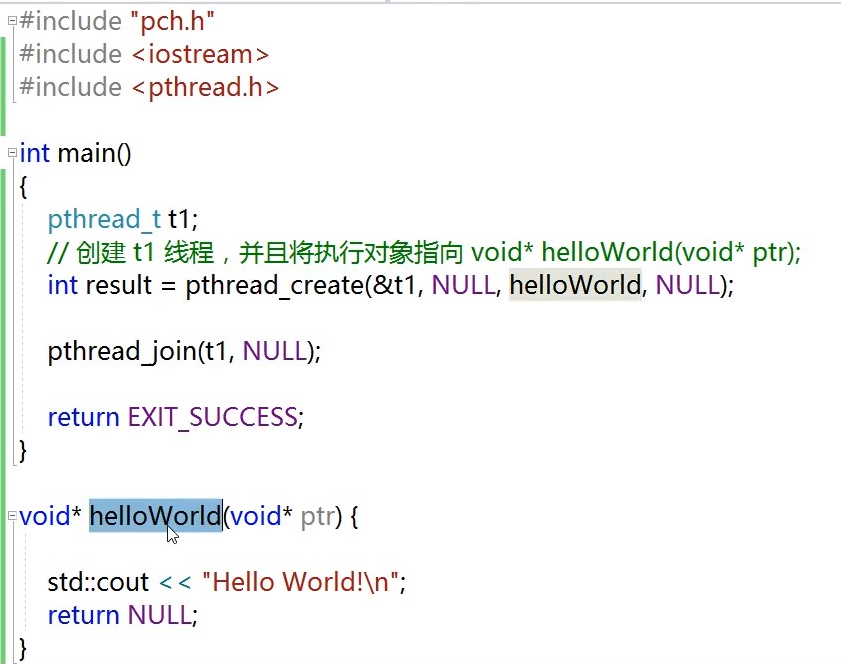 #include "pch.h"
#include <iostream>
#include <pthread.h>
int main()
{
pthread_t t1;
// 创建 t1 线程，并且将执行对象指向 void* helloWorld(void* ptr);
int result = pthread_create(&t1, NULL, helloWorld, NULL);
pthread_join(t1, NULL);
return EXIT_SUCCESS;
}
void* helloWorld(void* ptr) {
std::cout << "Hello World!\n";
return NULL;
}